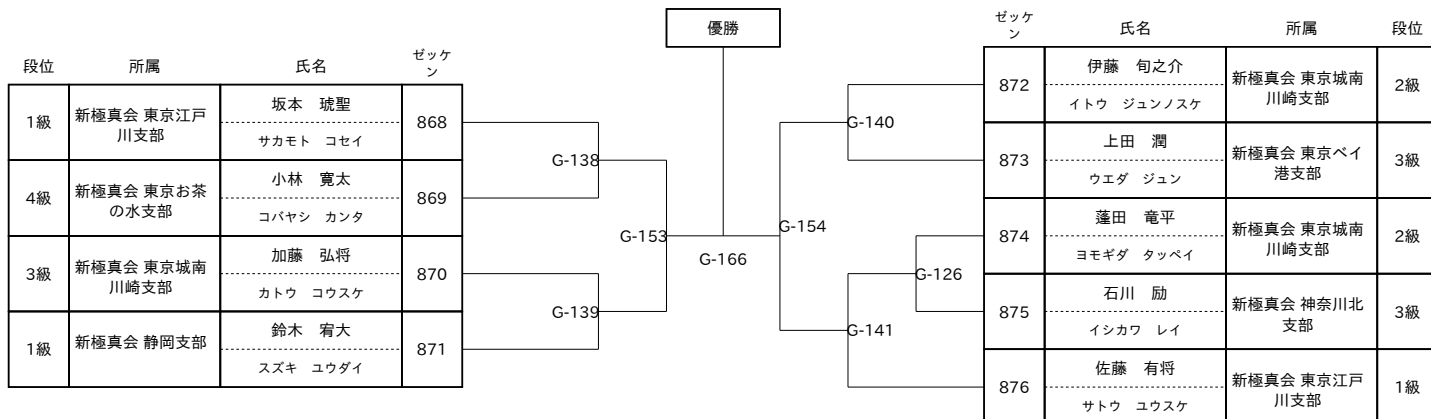 優勝
段位 所属 氏名 ゼッケ
ン
1級 新極真会 東京江戸
川支部 坂本　琥聖
サカモト　コセイ 868
4級 新極真会 東京お茶
の水支部 小林　寛太
コバヤシ　カンタ 869
3級 新極真会 東京城南
川崎支部 加藤　弘将
カトウ　コウスケ 870
1級 新極真会 静岡支部 鈴木　宥大
スズキ　ユウダイ 871
G-138
G-153
G-139
G-166
G-154
G-140
G-126
G-141
ゼッケ
ン 氏名 所属 段位
872 伊藤　旬之介
イトウ　ジュンノスケ 新極真会 東京城南
川崎支部 2級
873 上田　潤
ウエダ　ジュン 新極真会 東京ベイ
港支部 3級
874 蓬田　竜平
ヨモギダ　タッペイ 新極真会 東京城南
川崎支部 2級
875 石川　励
イシカワ　レイ 新極真会 神奈川北
支部 3級
876 佐藤　有将
サトウ　ユウスケ 新極真会 東京江戸
川支部 1級